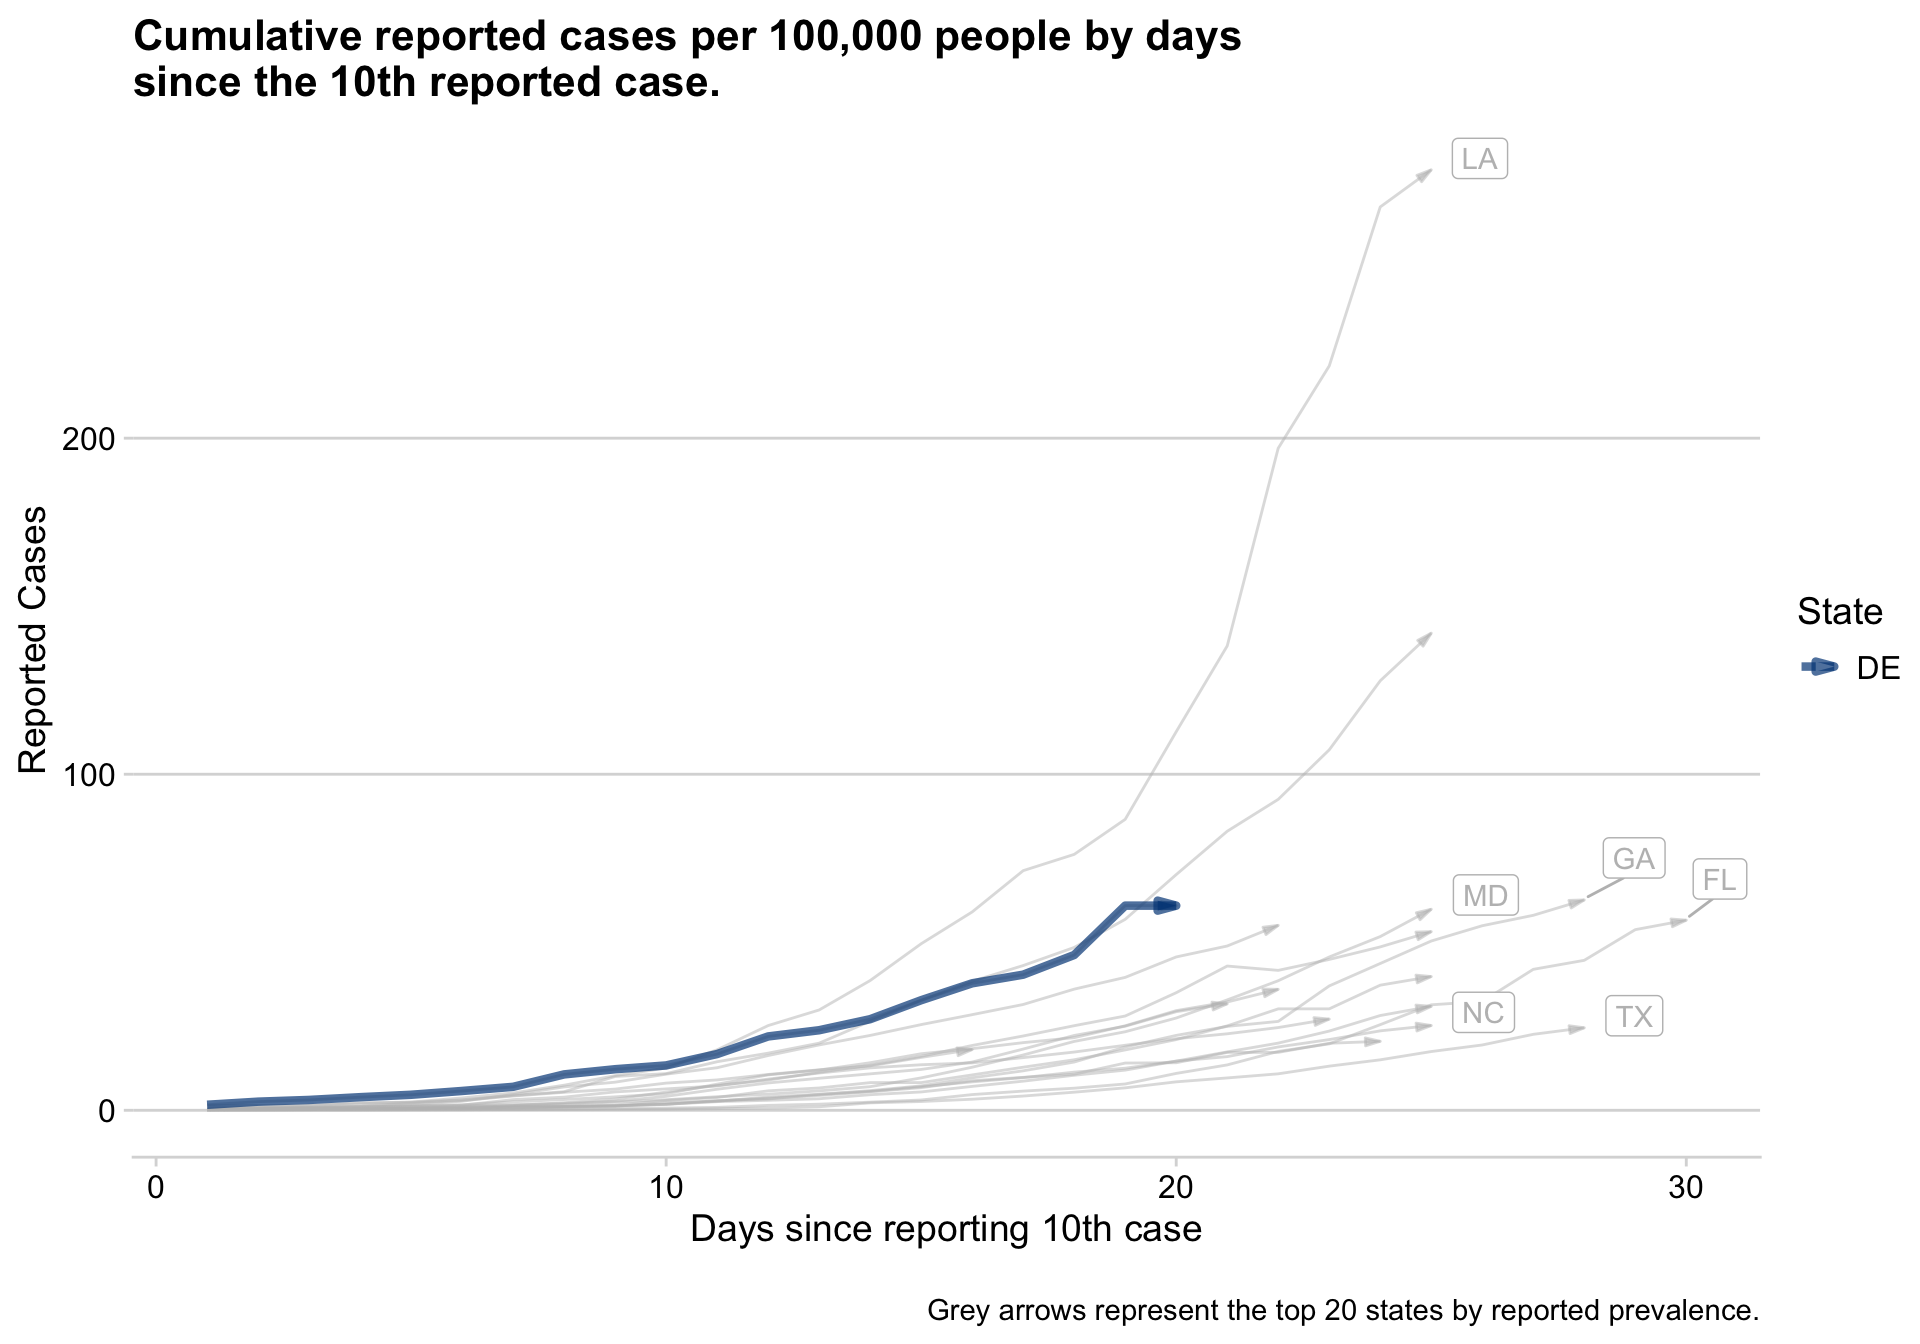 Cumulative reported cases per 100,000 people by days
since the 10th reported case.
LA
200
Reported Cases
State
DE
100
GA
FL
MD
NC
TX
0
0
10
20
30
Days since reporting 10th case
Grey arrows represent the top 20 states by reported prevalence.